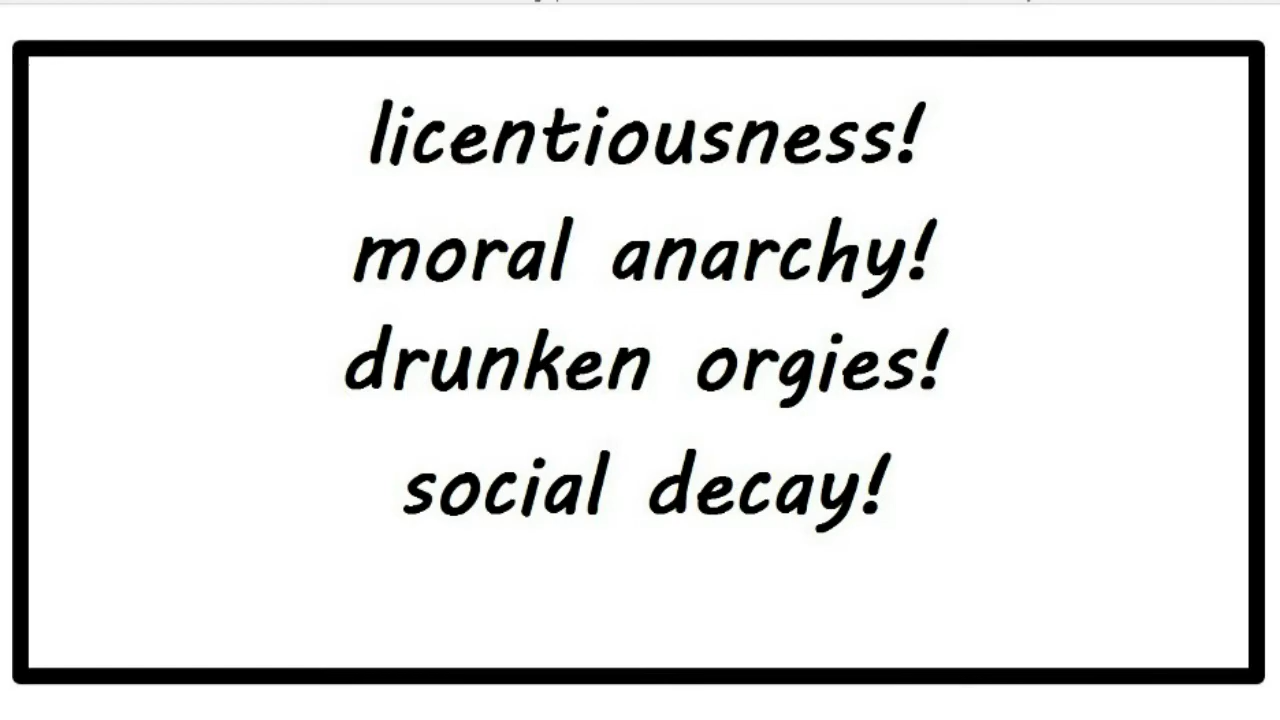 licentiousness!
moral anarchy!
drunken orgies!
social decay!